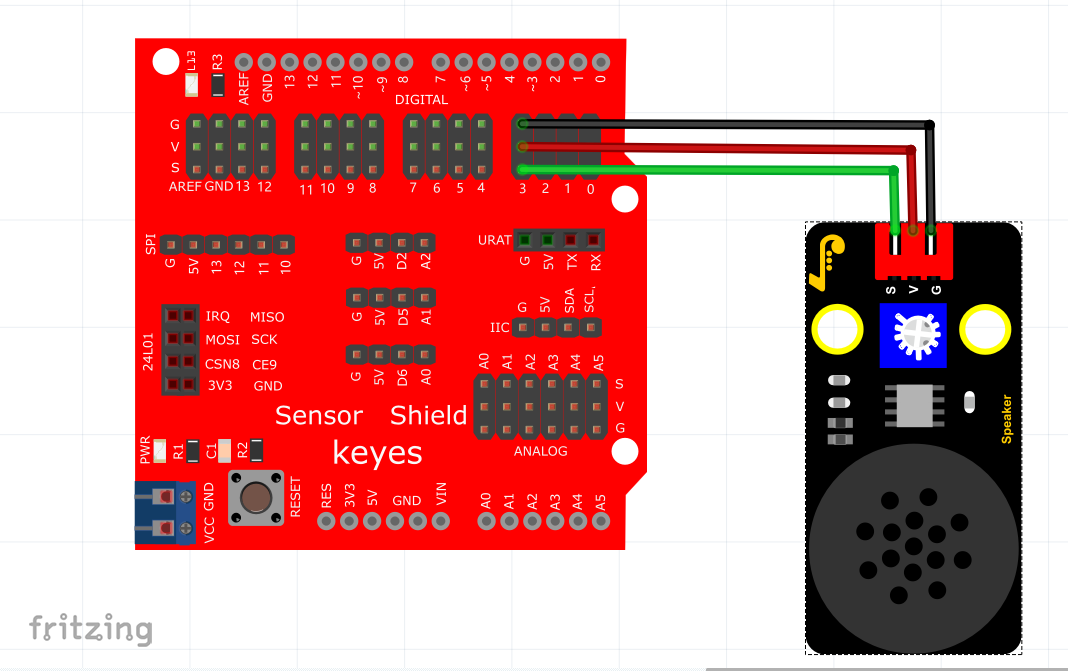 L13 R3
AREF GND 13 12 11 ~10 ~9 8 7 ~6 ~5 4 ~3 2 1 0
DIGITAL
G
V
S
AREF GND 13 12 11 10 9 8 7 6 5 4 3 2 1 0
SPI
G 5V 13 12 11 10
G 5V D2 A2
URAT
G 5V TX RX
G 5V D5 A1
G 5V SDA SCL.
IIC
24L01
IRQ MISO
MOSI SCK
CSN8 CE9
3V3 GND
G 5V D6 A0
A0 A1 A2 A3 A4 A5
S
V
G
ANALOG
Sensor Shield
keyes
PWR R1 C1 R2
VCC GND
RESET
RES 3V3 5V GND VIN
A0 A1 A2 A3 A4 A5
S V G
Speaker
fritzing